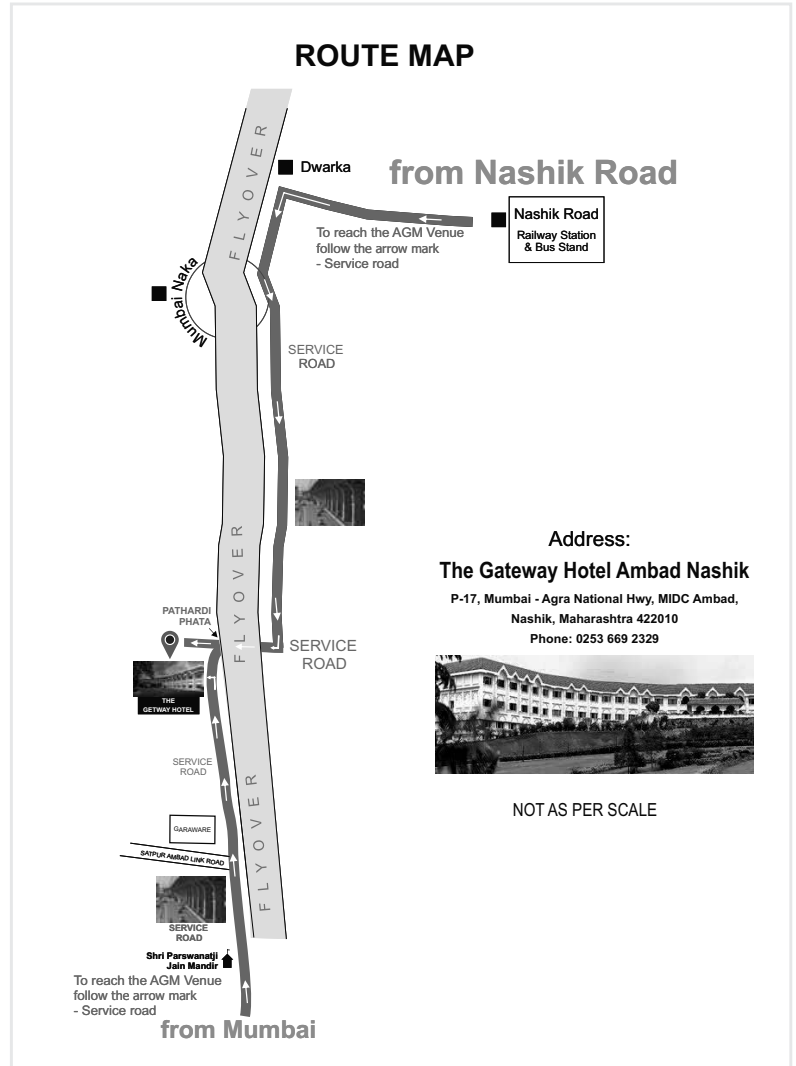 ROUTE MAP
FLYOVER
Dwarka
from Nashik Road
Nashik Road
Railway Station
& Bus Stand
To reach the AGM Venue
follow the arrow mark
- Service road
Mumbai Naka
SERVICE
ROAD
FLYOVER
Address:
The Gateway Hotel Ambad Nashik
P-17, Mumbai - Agra National Hwy, MIDC Ambad,
Nashik, Maharashtra 422010
Phone: 0253 669 2329
PATHARDI
PHATA
SERVICE
ROAD
THE
GETWAY HOTEL
SERVICE
ROAD
FLYOVER
NOT AS PER SCALE
GARAWARE
SATPUR AMBAD LINK ROAD
SERVICE
ROAD
Shri Parswanatji
Jain Mandir
To reach the AGM Venue
follow the arrow mark
- Service road
from Mumbai